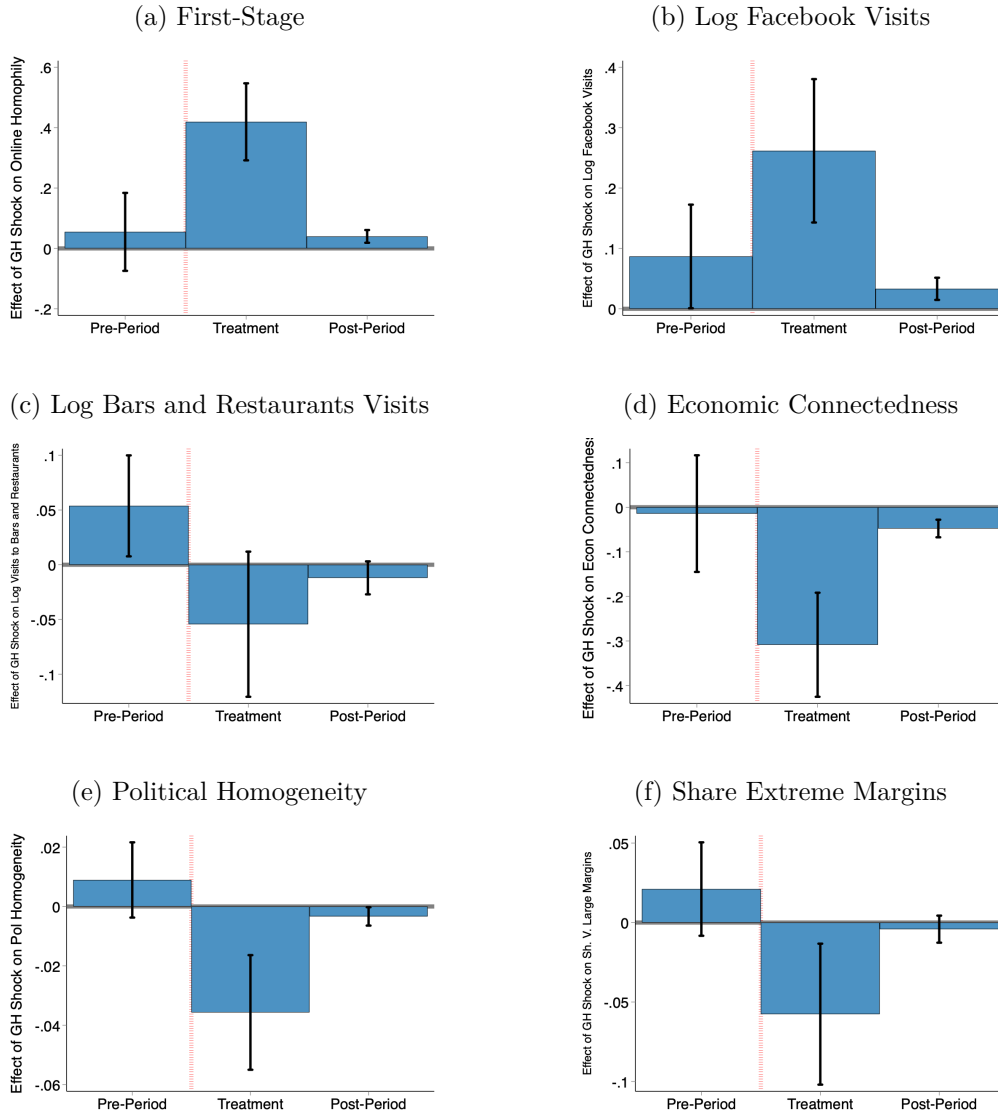 (a) First-Stage
Effect of GH Shock on Online Homophily
.6
.4
.2
0
-.2
Pre-Period Treatment Post-Period
(b) Log Facebook Visits
Effect of GH Shock on Log Facebook Visits
.4
.3
.2
.1
0
Pre-Period Treatment Post-Period
(c) Log Bars and Restaurants Visits
Effect of GH Shock on Log Visits to Bars and Restaurants
.1
.05
0
-.05
-.1
Pre-Period Treatment Post-Period
(d) Economic Connectedness
Effect of GH Shock on Econ Connectedness
.1
0
-.1
-.2
-.3
-.4
Pre-Period Treatment Post-Period
(e) Political Homogeneity
Effect of GH Shock on Pol Homogeneity
.02
0
-.02
-.04
-.06
Pre-Period Treatment Post-Period
(f) Share Extreme Margins
Effect of GH Shock on Sh. V. Large Margins
.05
0
-.05
-.1
Pre-Period Treatment Post-Period